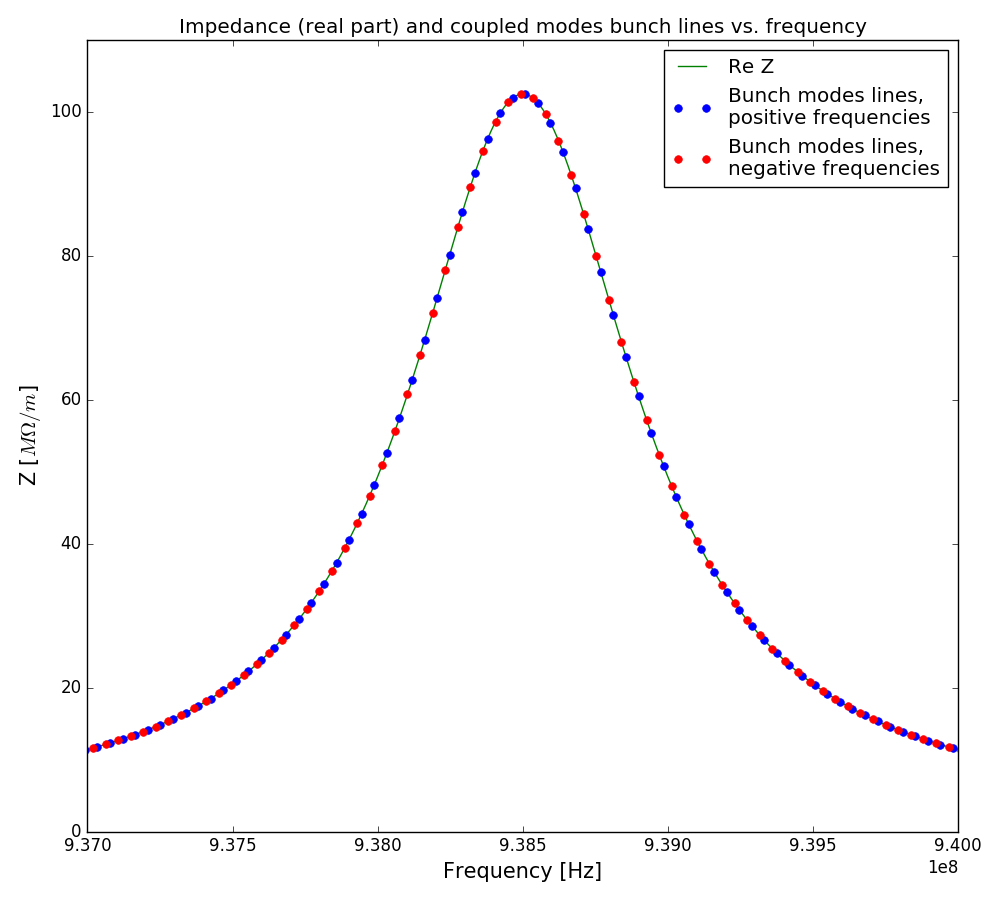 Impedance (real part) and coupled modes bunch lines vs. frequency
Re Z
Bunch modes lines,
positive frequencies
Bunch modes lines,
negative frequencies
Z [MΩ/m]
100
80
60
40
20
0
9.370 9.375 9.380 9.385 9.390 9.395 9.400
1e8
Frequency [Hz]